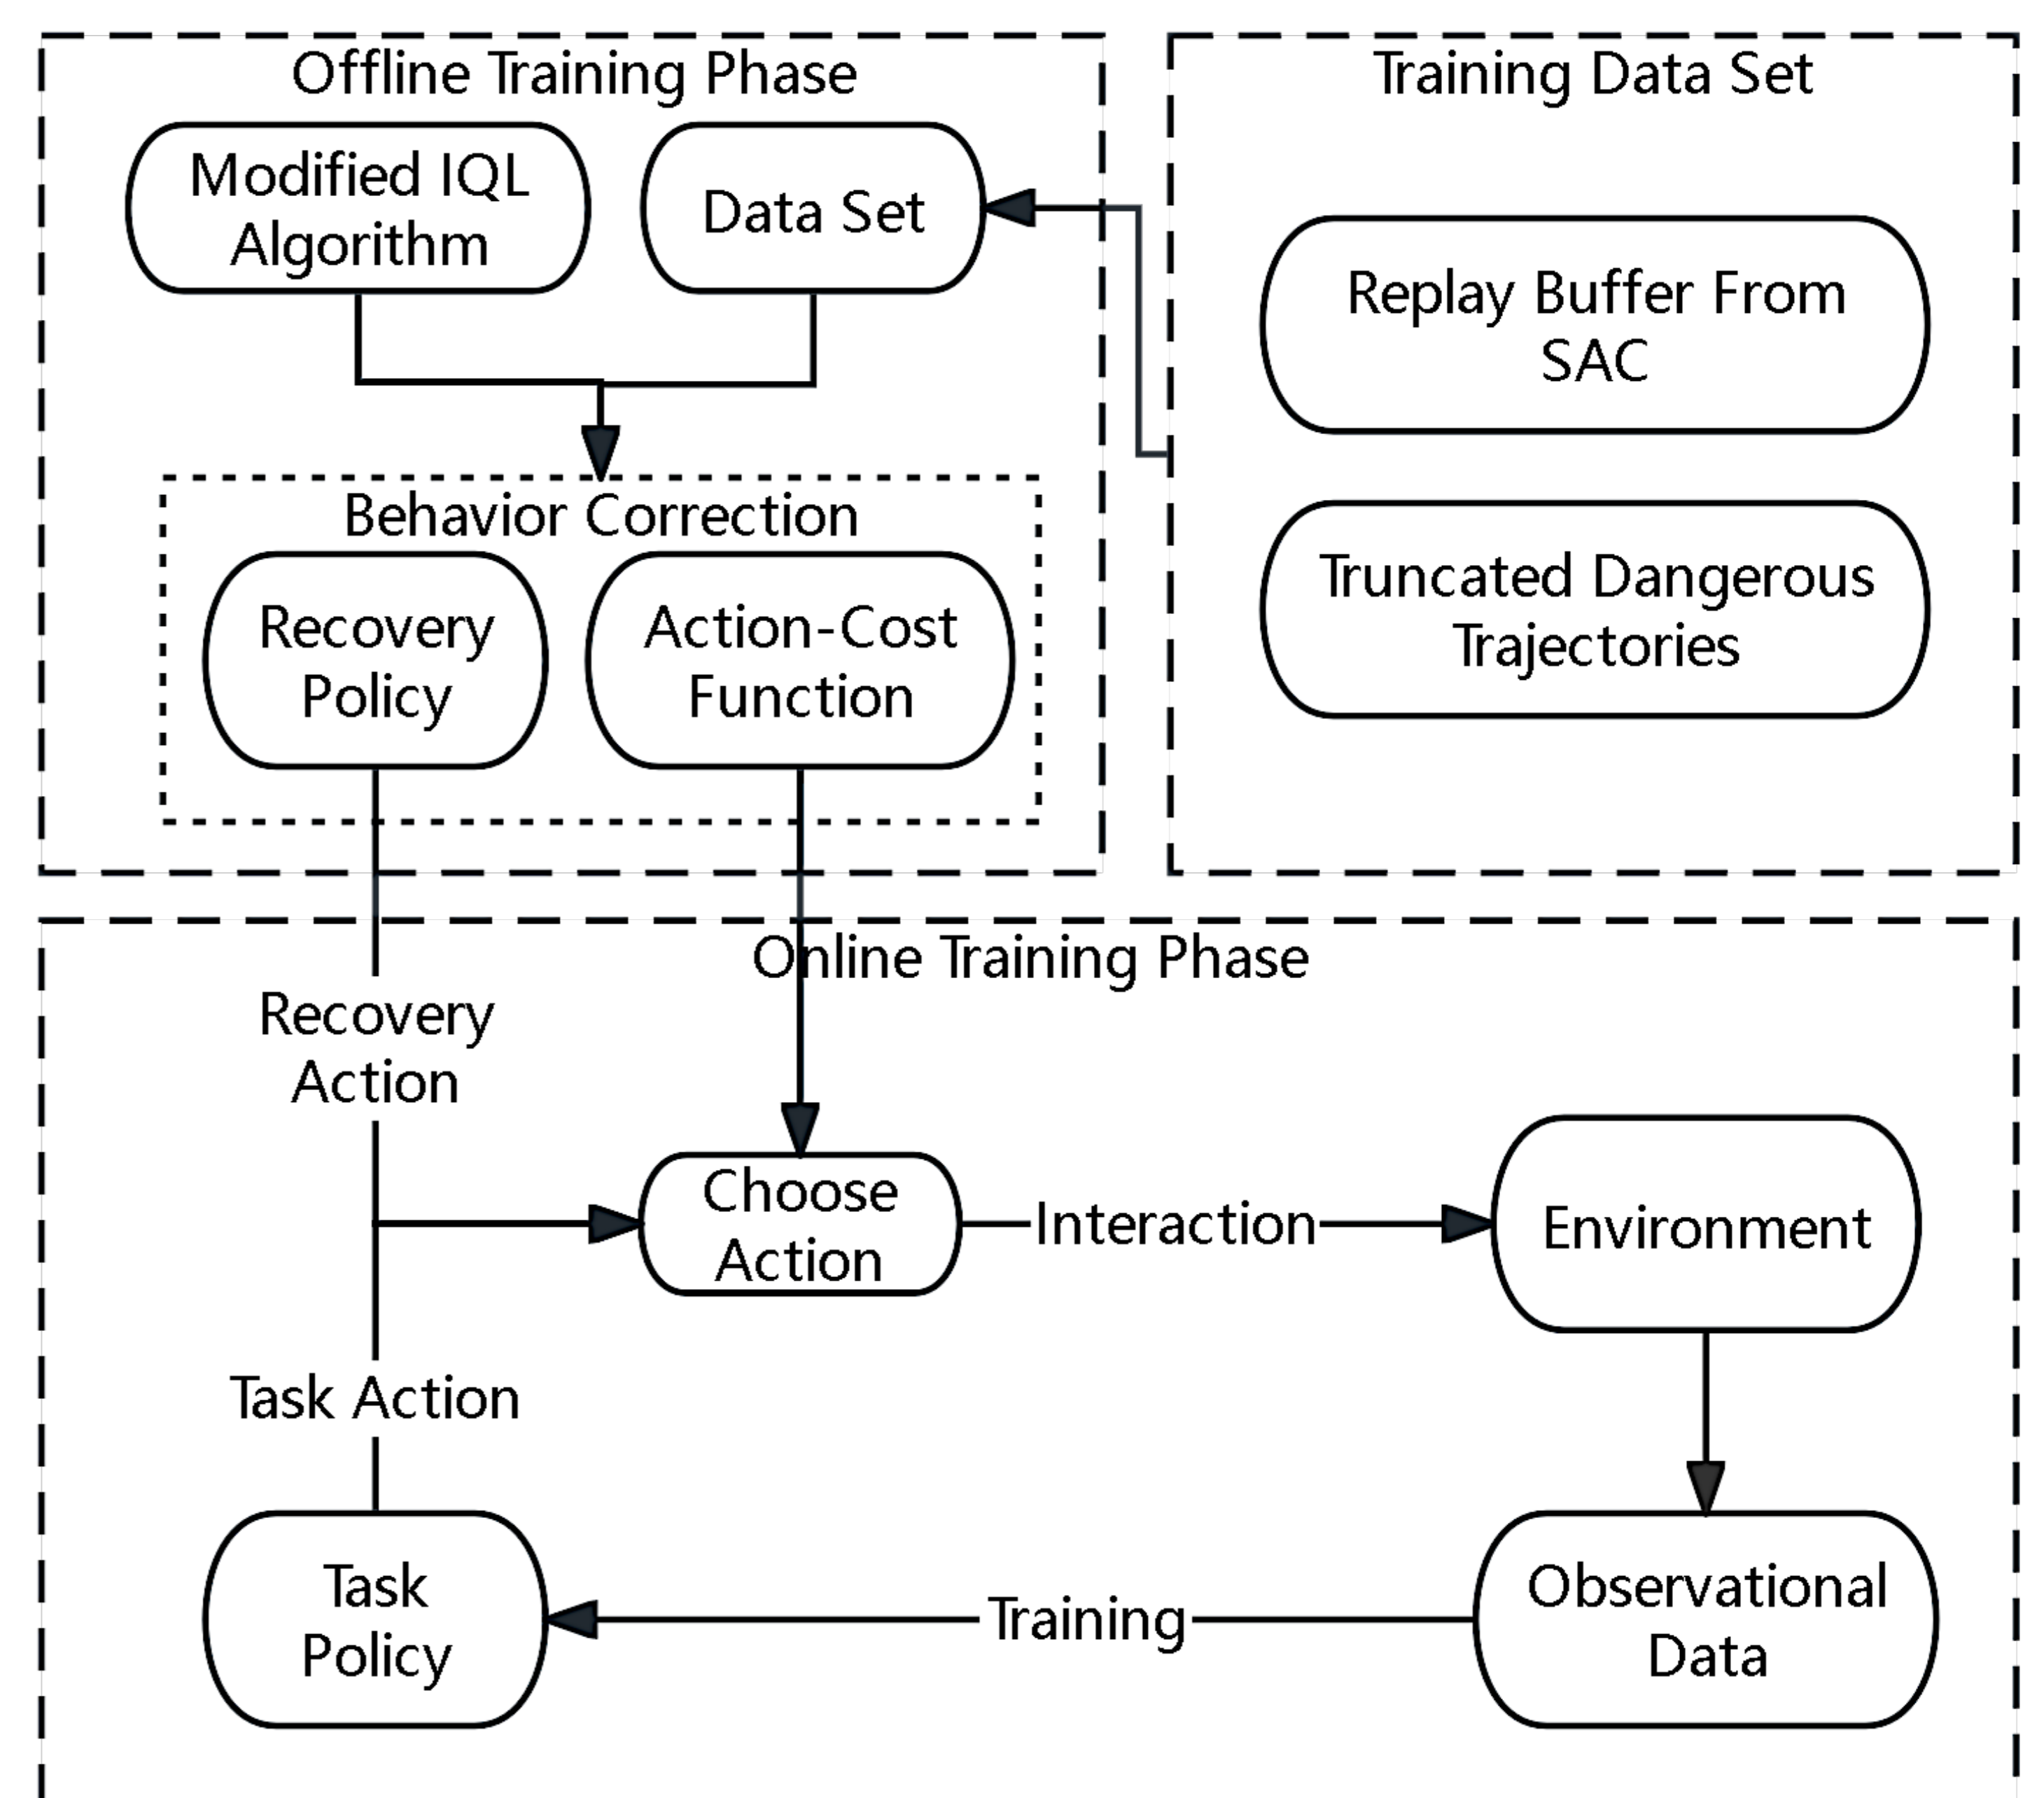 Offline Training Phase
Modified IQL
Algorithm
Data Set
Behavior Correction
Recovery
Policy
Action-Cost
Function
Training Data Set
Replay Buffer From
SAC
Truncated Dangerous
Trajectories
Online Training Phase
Recovery
Action
Choose
Action
Interaction
Environment
Task Action
Task
Policy
Training
Observational
Data